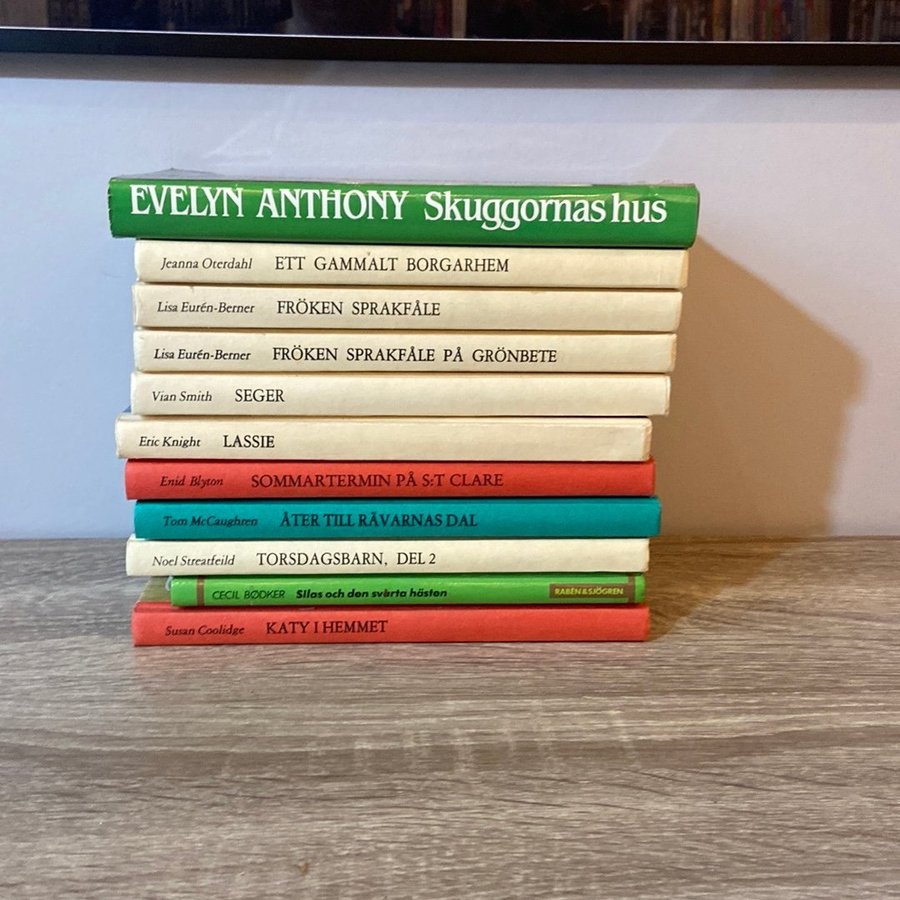 EVELYN ANTHONY Skuggornas hus
Jeanna Oterdahl ETT GAMMALT BORGARHEM
Lisa Eurén-Berner FRÖKEN SPRAKFÅLE
Lisa Eurén-Berner FRÖKEN SPRAKFÅLE PÅ GRÖNBETE
Vian Smith SEGER
Eric Knight LASSIE
Enid Blyton SOMMARTERMIN PÅ S:T CLARE
Tom McCaughren ÅTER TILL RÄVARNAS DAL
Noel Streatfeild TORSDAGSBARN, DEL 2
CECIL BØDKER Silas och den svarta hästen RABÉN&SJÖGREN
Susan Coolidge KATY I HEMMET